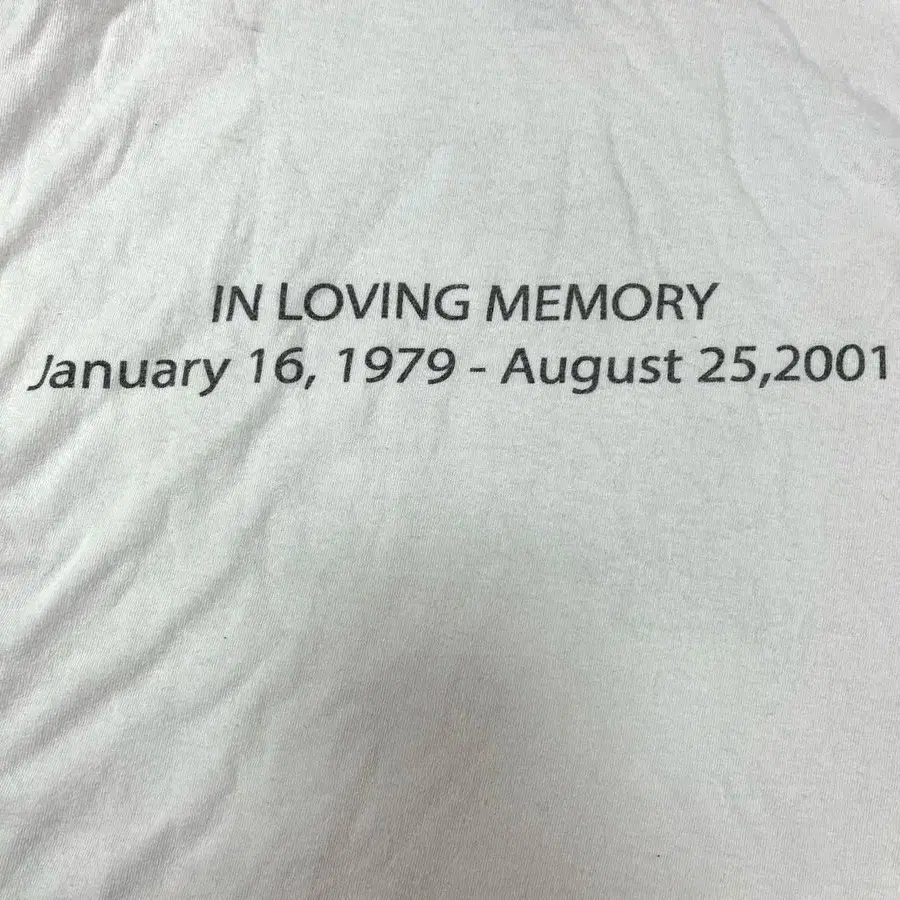 IN LOVING MEMORY
January 16, 1979 - August 25,2001